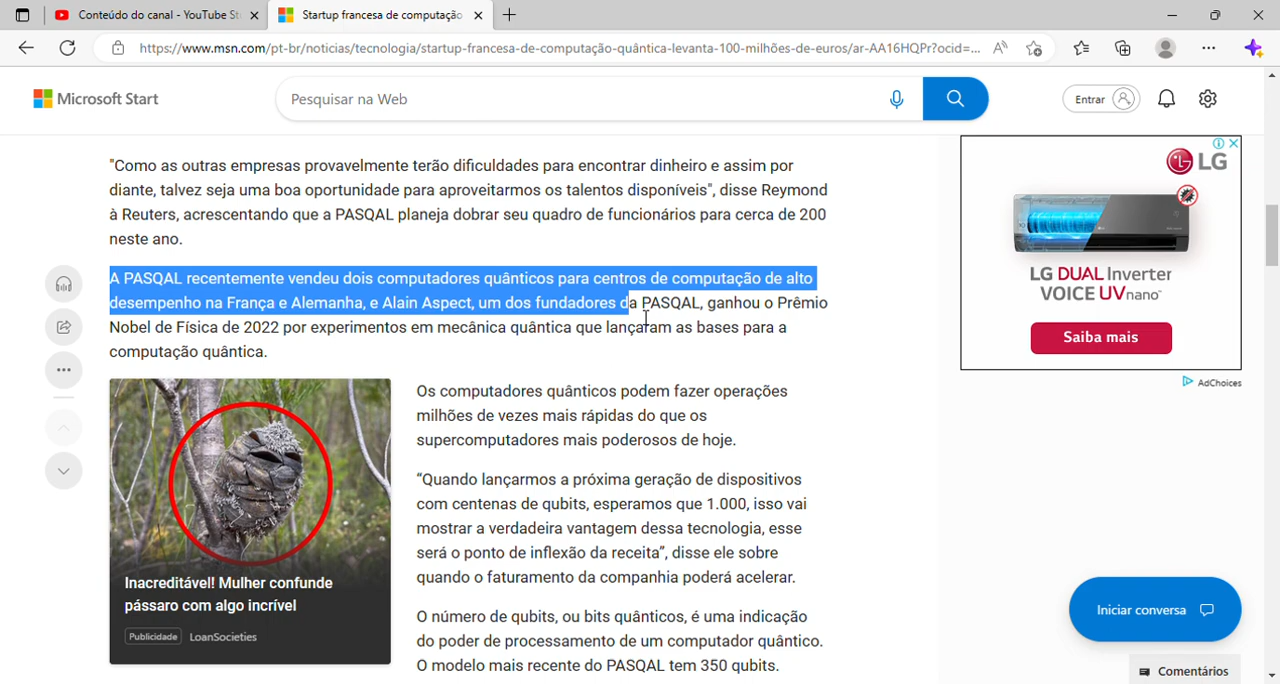 Conteúdo do canal - YouTube St
Startup francesa de computação
https://www.msn.com/pt-br/noticias/tecnologia/startup-francesa-de-computação-quântica-levanta-100-milhões-de-euros/ar-AA16HQPr?ocid=...
Microsoft Start
Pesquisar na Web
Entrar
"Como as outras empresas provavelmente terão dificuldades para encontrar dinheiro e assim por
diante, talvez seja uma boa oportunidade para aproveitarmos os talentos disponíveis", disse Reymond
à Reuters, acrescentando que a PASQAL planeja dobrar seu quadro de funcionários para cerca de 200
neste ano.
A PASQAL recentemente vendeu dois computadores quânticos para centros de computação de alto
desempenho na França e Alemanha, e Alain Aspect, um dos fundadores da PASQAL, ganhou o Prêmio
Nobel de Física de 2022 por experimentos em mecânica quântica que lançaram as bases para a
computação quântica.
Inacreditável! Mulher confunde
pássaro com algo incrível
Publicidade LoanSocieties
Os computadores quânticos podem fazer operações
milhões de vezes mais rápidas do que os
supercomputadores mais poderosos de hoje.
“Quando lançarmos a próxima geração de dispositivos
com centenas de qubits, esperamos que 1.000, isso vai
mostrar a verdadeira vantagem dessa tecnologia, esse
será o ponto de inflexão da receita”, disse ele sobre
quando o faturamento da companhia poderá acelerar.
O número de qubits, ou bits quânticos, é uma indicação
do poder de processamento de um computador quântico.
O modelo mais recente do PASQAL tem 350 qubits.
LG
LG DUAL Inverter
VOICE UVnano™
Saiba mais
AdChoices
Iniciar conversa
Comentários